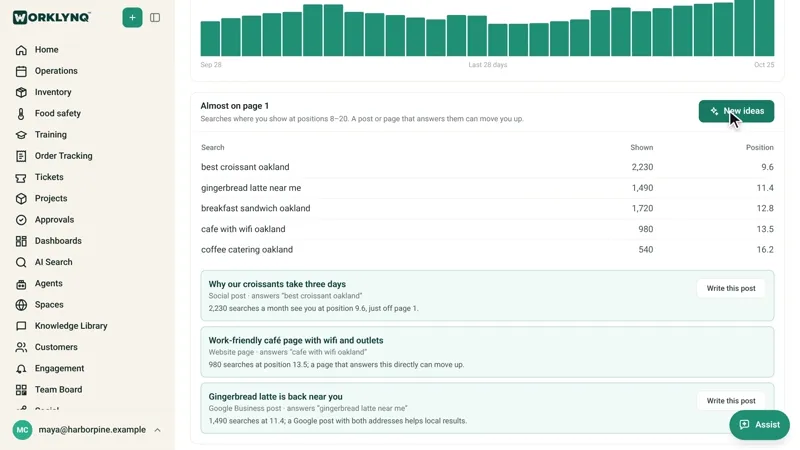 WORKLYNQ
Home
Operations
Inventory
Food safety
Training
Order Tracking
Tickets
Projects
Approvals
Dashboards
AI Search
Agents
Spaces
Knowledge Library
Customers
Engagement
Team Board
Social
MC
maya@harborpine.example
Sep 28
Last 28 days
Oct 25
Almost on page 1
Searches where you show at positions 8–20. A post or page that answers them can move you up.
New ideas
Search Shown Position
best croissant oakland 2,230 9.6
gingerbread latte near me 1,490 11.4
breakfast sandwich oakland 1,720 12.8
cafe with wifi oakland 980 13.5
coffee catering oakland 540 16.2
Why our croissants take three days
Social post · answers "best croissant oakland"
2,230 searches a month see you at position 9.6, just off page 1.
Write this post
Work-friendly café page with wifi and outlets
Website page · answers "cafe with wifi oakland"
980 searches at position 13.5; a page that answers this directly can move up.
Gingerbread latte is back near you
Google Business post · answers "gingerbread latte near me"
1,490 searches at 11.4; a Google post with both addresses helps local results.
Write this post
Assist